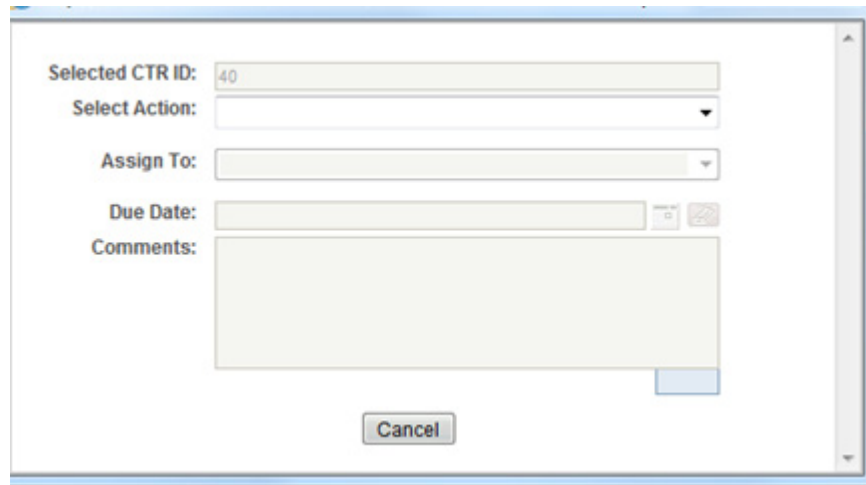 Selected CTR ID: 40
Select Action:
Assign To:
Due Date:
Comments:
Cancel